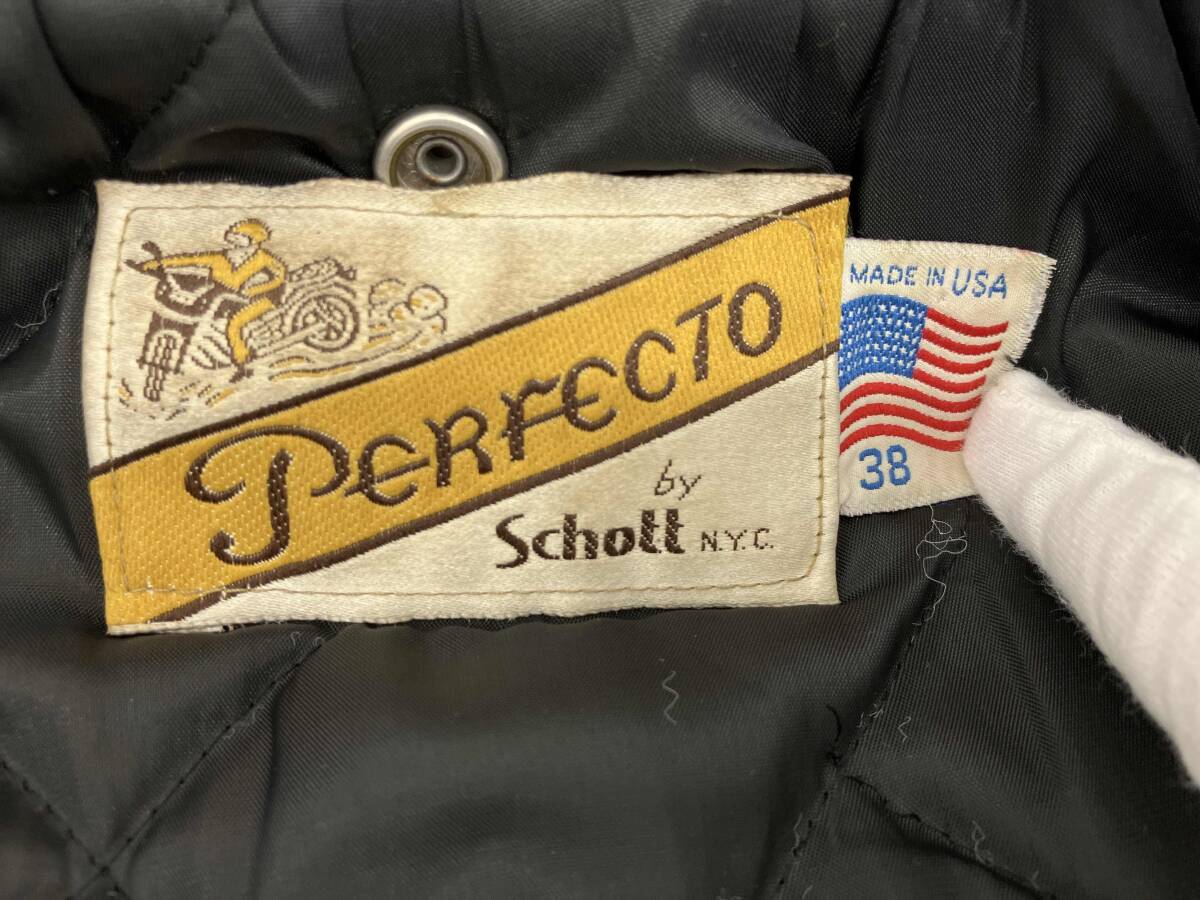 PERFECTO
by
Schott N.Y.C.
MADE IN USA
38